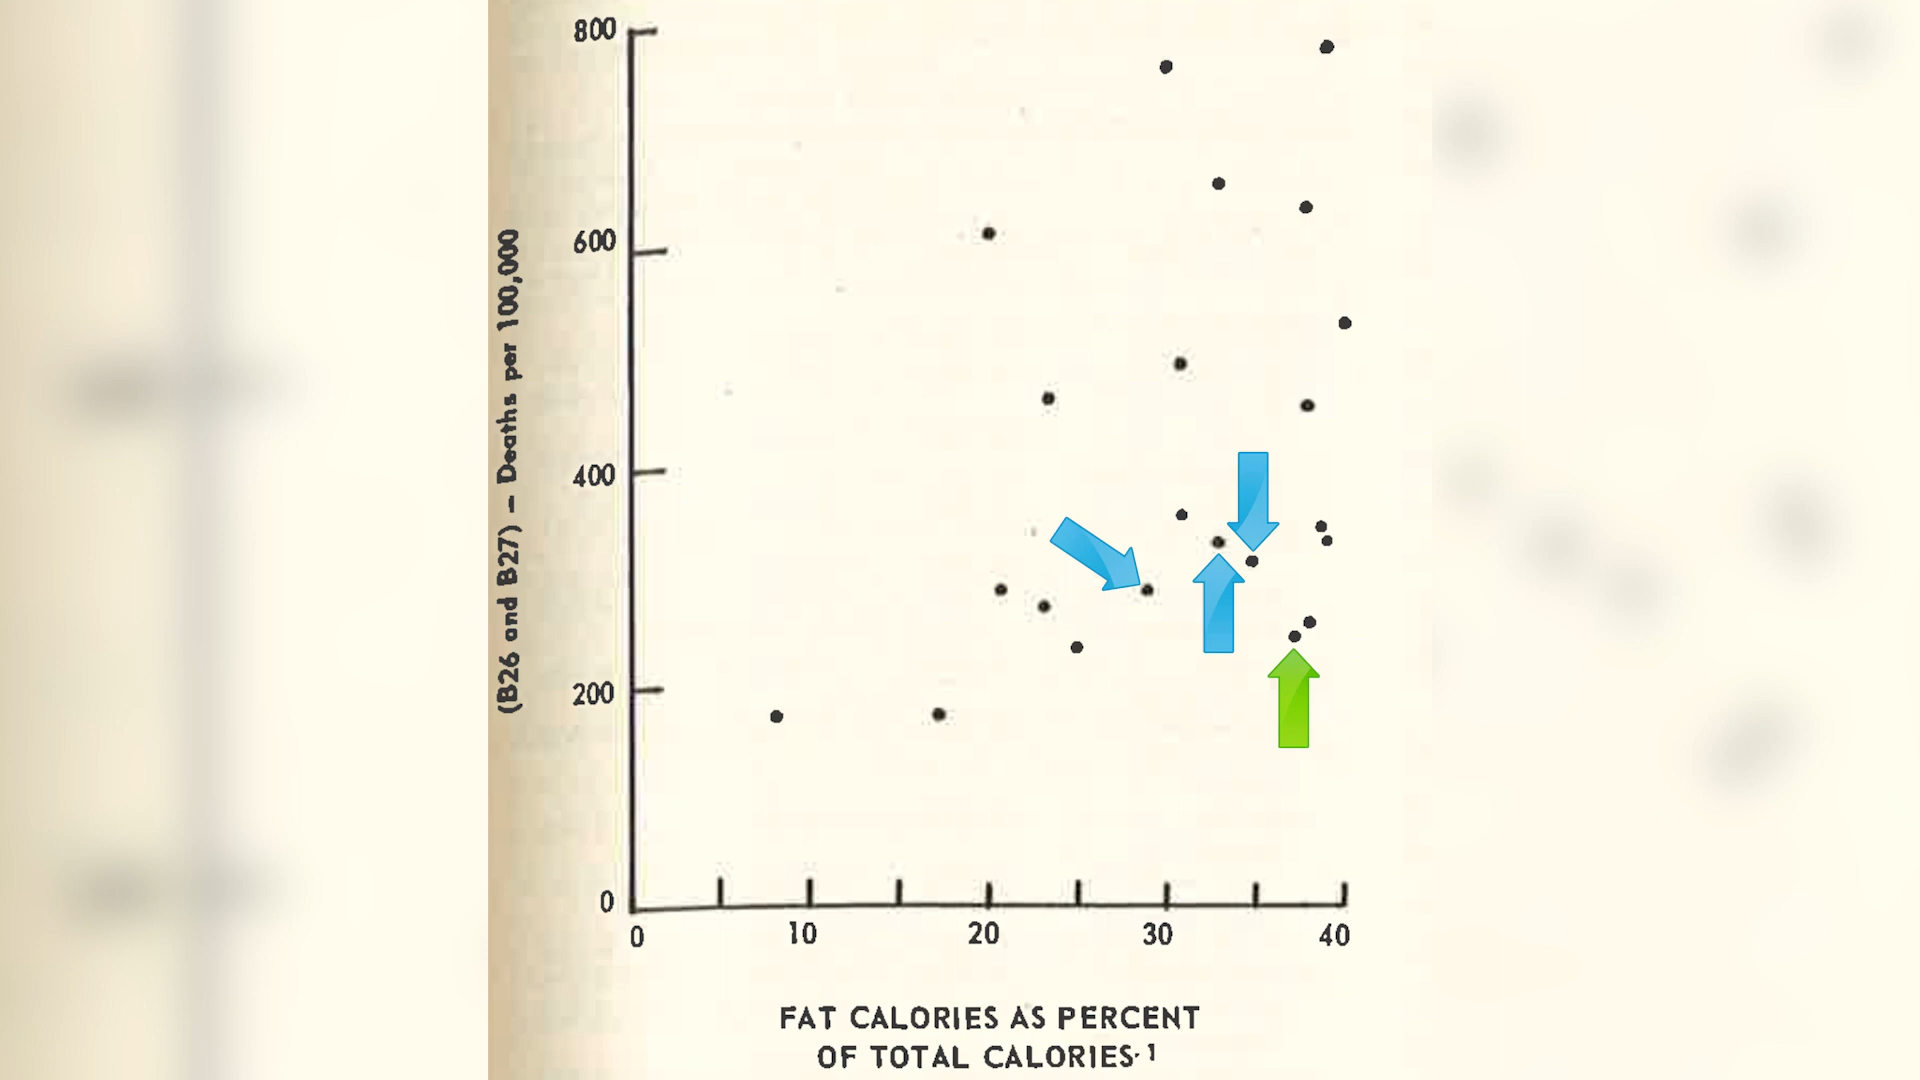 800
600
400
200
0
(B26 and B27) – Deaths per 100,000
0 10 20 30 40
FAT CALORIES AS PERCENT
OF TOTAL CALORIES·1